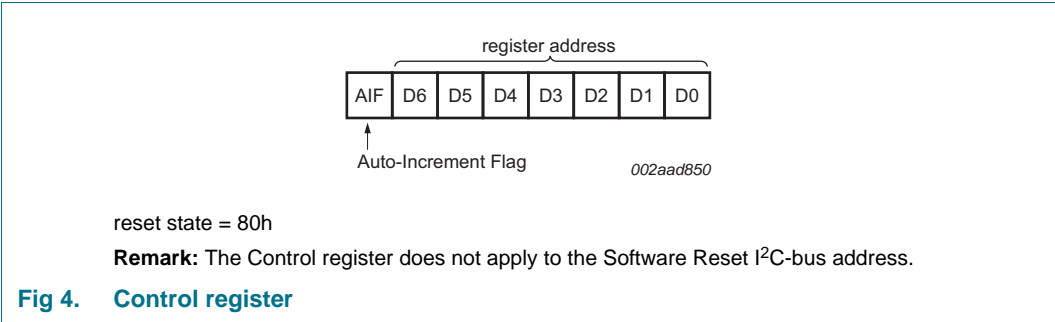 register address
AIF D6 D5 D4 D3 D2 D1 D0
Auto-Increment Flag
002aad850
reset state = 80h
Remark: The Control register does not apply to the Software Reset I²C-bus address.
Fig 4. Control register